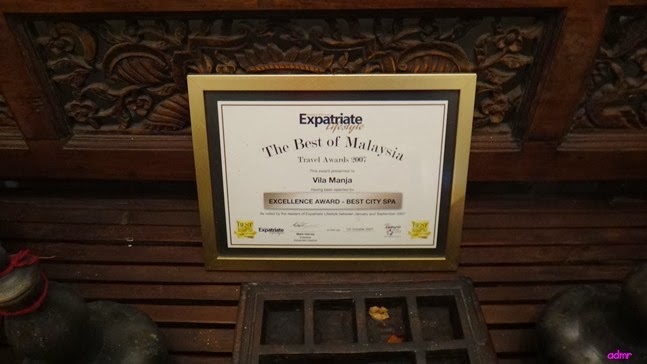 Expatriate
Lifestyle
The Best of Malaysia
Travel Awards 2007
This award presented to
Vila Manja
Having been selected for
EXCELLENCE AWARD - BEST CITY SPA
As voted by the readers of Expatriate Lifestyle between January and September 2007
Expatriate
admr